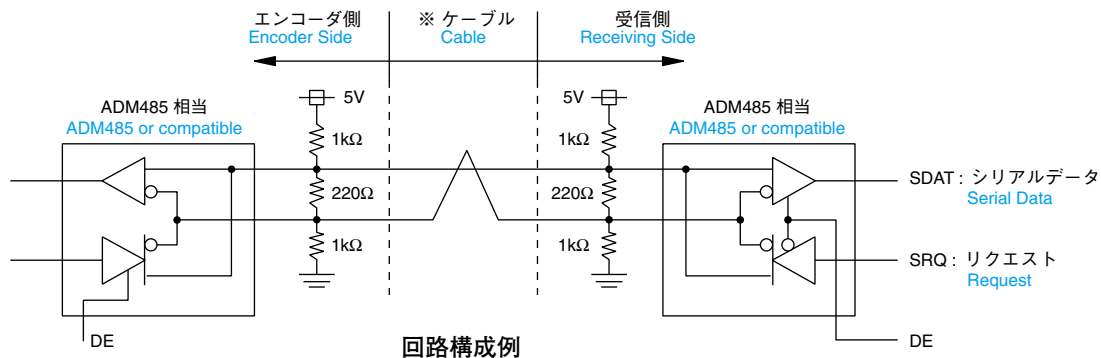 エンコーダ側
Encoder Side
※ ケーブル
Cable
受信側
Receiving Side
ADM485 相当
ADM485 or compatible
5V
1kΩ
220Ω
1kΩ
5V
1kΩ
220Ω
1kΩ
ADM485 相当
ADM485 or compatible
SDAT : シリアルデータ
Serial Data
SRQ : リクエスト
Request
DE
DE
回路構成例